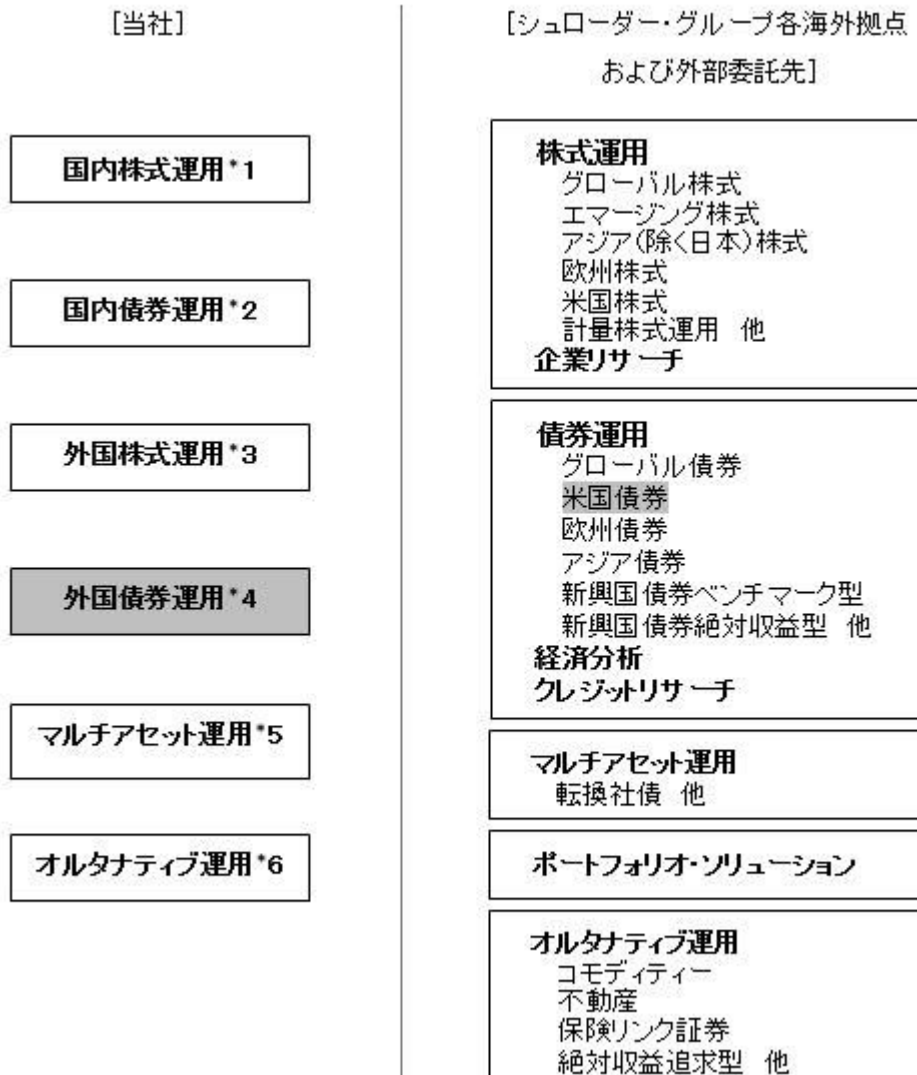 [当社]
国内株式運用*1
国内債券運用*2
外国株式運用*3
外国債券運用*4
マルチアセット運用*5
オルタナティブ運用*6
[シュローダー・グループ各海外拠点
および外部委託先]
株式運用
グローバル株式
エマージング株式
アジア(除く日本)株式
欧州株式
米国株式
計量株式運用 他
企業リサーチ
債券運用
グローバル債券
米国債券
欧州債券
アジア債券
新興国債券ベンチマーク型
新興国債券絶対収益型 他
経済分析
クレジットリサーチ
マルチアセット運用
転換社債 他
ポートフォリオ・ソリューション
オルタナティブ運用
コモディティー
不動産
保険リンク証券
絶対収益追求型 他